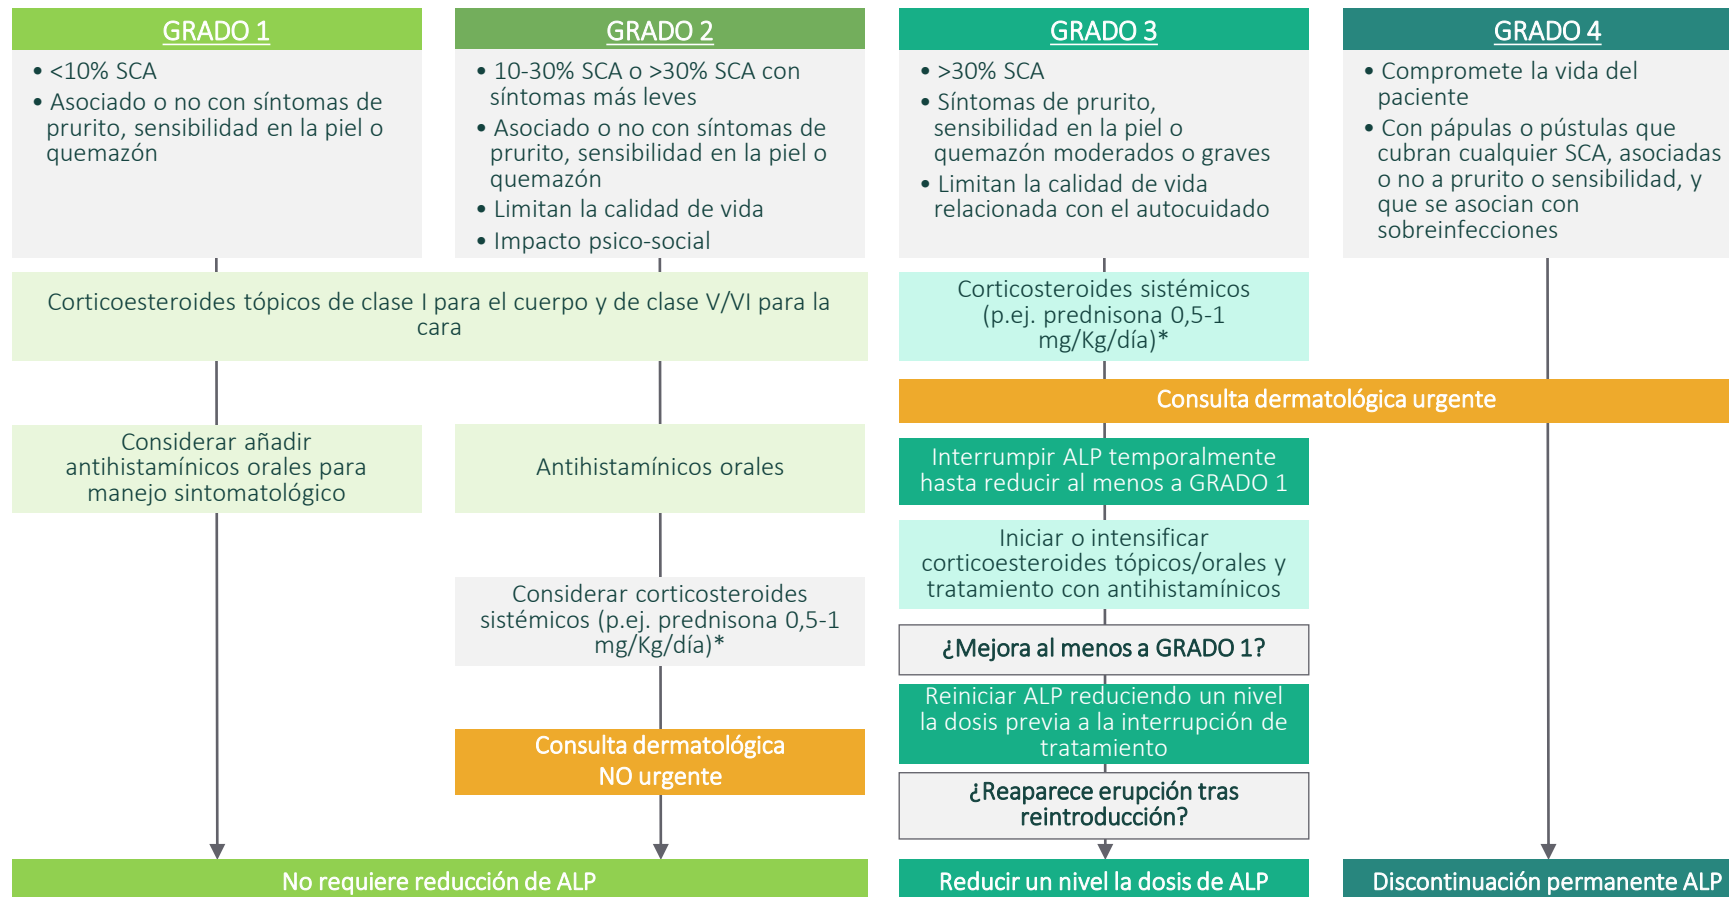 GRADO 1
• <10% SCA
• Asociado o no con síntomas de
prurito, sensibilidad en la piel o
quemazón
GRADO 2
• 10-30% SCA o >30% SCA con
síntomas más leves
• Asociado o no con síntomas de
prurito, sensibilidad en la piel o
quemazón
• Limitan la calidad de vida
• Impacto psico-social
GRADO 3
• >30% SCA
• Síntomas de prurito,
sensibilidad en la piel o
quemazón moderados o graves
• Limitan la calidad de vida
relacionada con el autocuidado
GRADO 4
• Compromete la vida del
paciente
• Con pápulas o pústulas que
cubran cualquier SCA, asociadas
o no a prurito o sensibilidad, y
que se asocian con
sobreinfecciones
Corticoesteroides tópicos de clase I para el cuerpo y de clase V/VI para la
cara
Corticosteroides sistémicos
(p.ej. prednisona 0,5-1
mg/Kg/día)*
Consulta dermatológica urgente
Considerar añadir
antihistamínicos orales para
manejo sintomatológico
Antihistamínicos orales
Interrumpir ALP temporalmente
hasta reducir al menos a GRADO 1
Iniciar o intensificar
corticoesteroides tópicos/orales y
tratamiento con antihistamínicos
Considerar corticosteroides
sistémicos (p.ej. prednisona 0,5-1
mg/Kg/día)*
¿Mejora al menos a GRADO 1?
Reiniciar ALP reduciendo un nivel
la dosis previa a la interrupción de
tratamiento
Consulta dermatológica
NO urgente
¿Reaparece erupción tras
reintroducción?
No requiere reducción de ALP
Reducir un nivel la dosis de ALP
Discontinuación permanente ALP